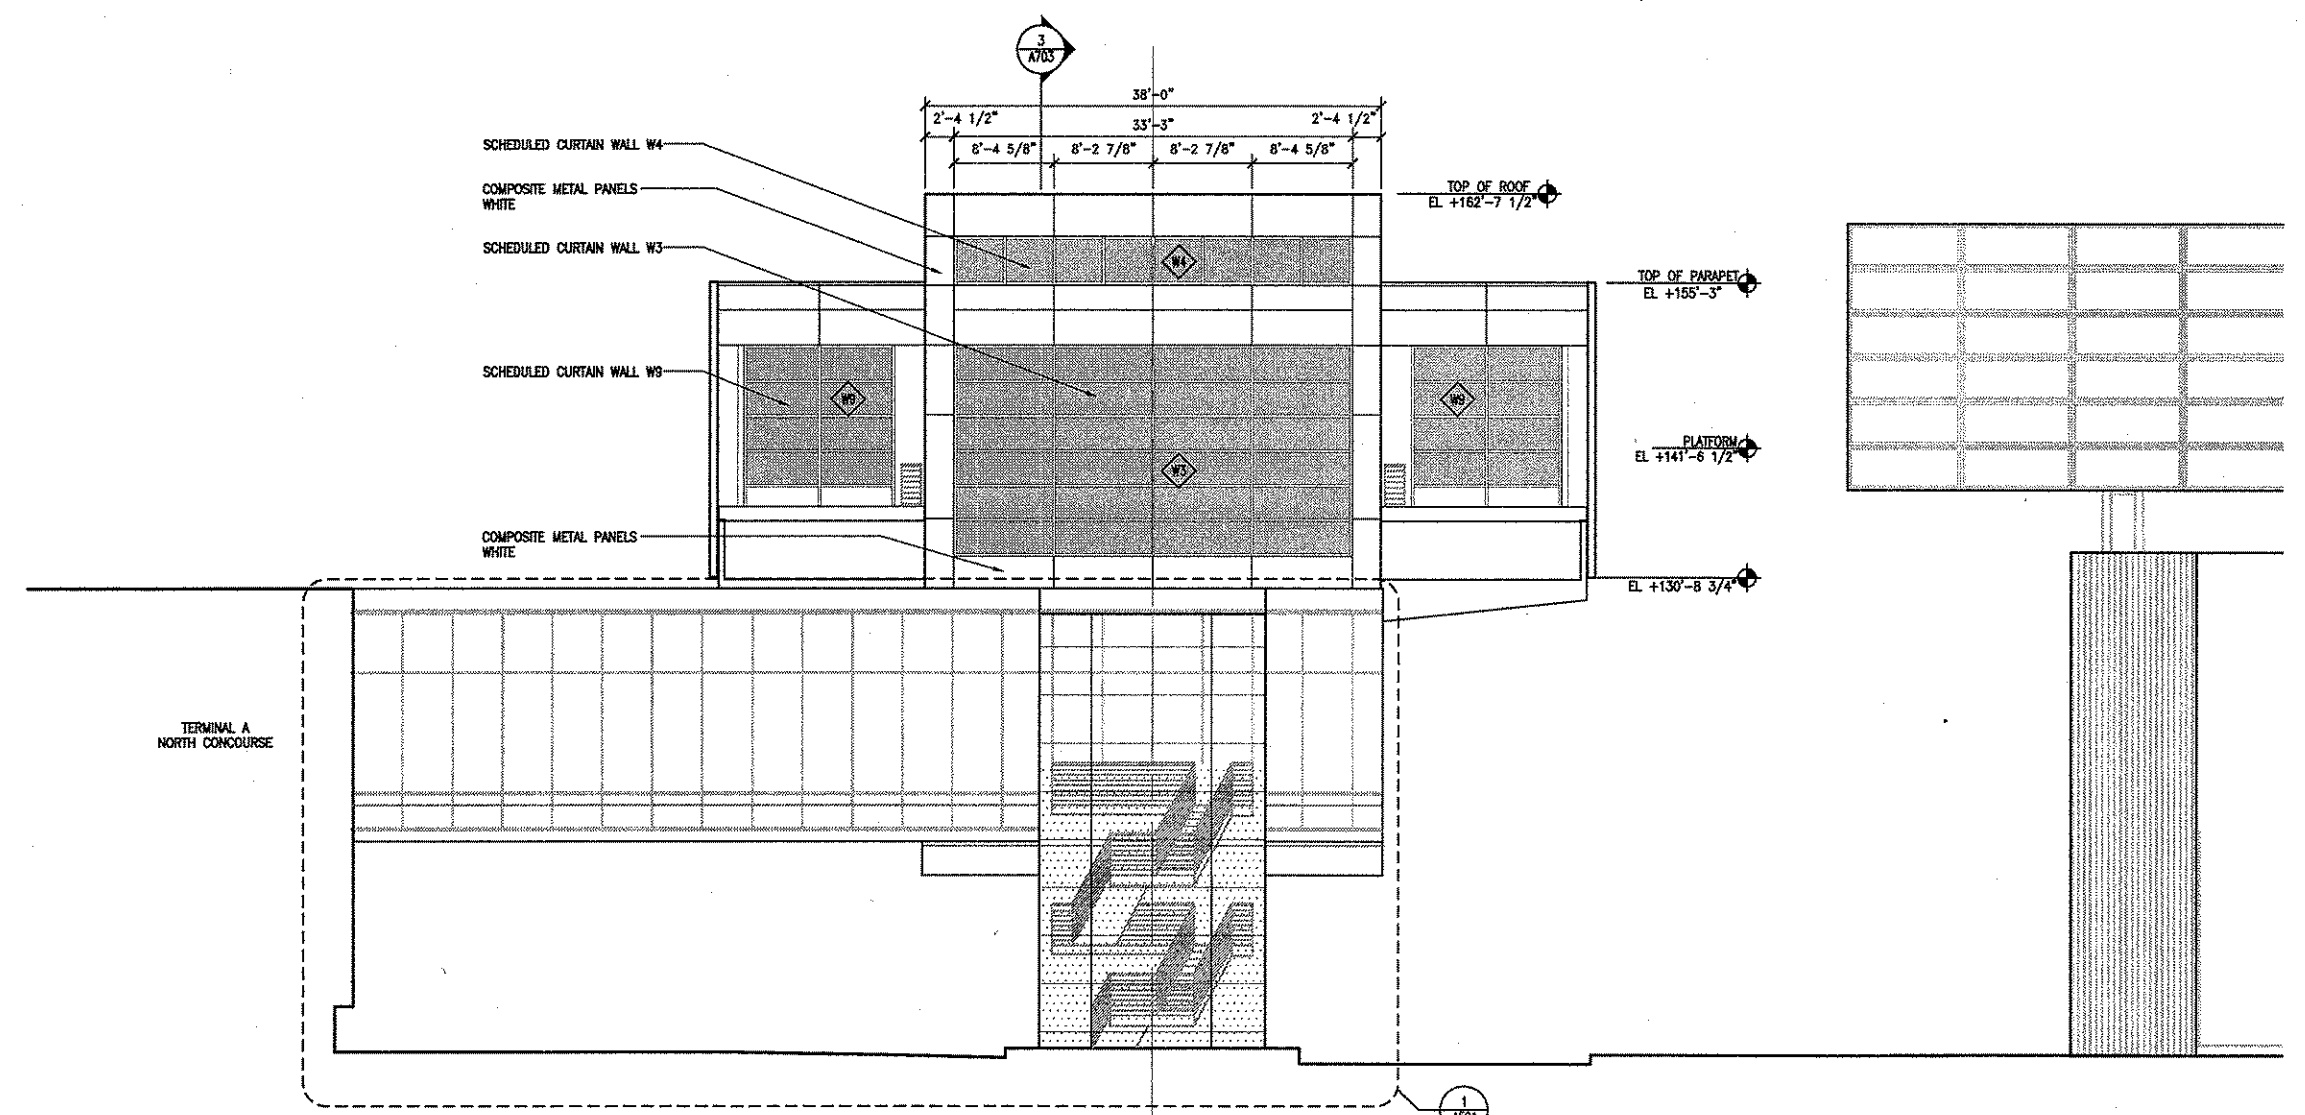 3
A703
38'-0"
2'-4 1/2"
33'-3"
2'-4 1/2"
8'-4 5/8"
8'-2 7/8"
8'-2 7/8"
8'-4 5/8"
SCHEDULED CURTAIN WALL W4
COMPOSITE METAL PANELS
WHITE
TOP OF ROOF
EL +162'-7 1/2"
SCHEDULED CURTAIN WALL W3
W4
TOP OF PARAPET
EL +155'-3"
SCHEDULED CURTAIN WALL W9
W9
W9
PLATFORM
EL +141'-6 1/2"
W3
COMPOSITE METAL PANELS
WHITE
EL +130'-8 3/4"
TERMINAL A
NORTH CONCOURSE
1